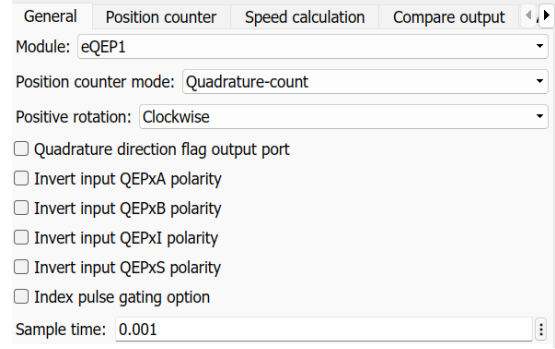 General Position counter Speed calculation Compare output
Module: eQEP1
Position counter mode: Quadrature-count
Positive rotation: Clockwise
Quadrature direction flag output port
Invert input QEPxA polarity
Invert input QEPxB polarity
Invert input QEPxI polarity
Invert input QEPxS polarity
Index pulse gating option
Sample time: 0.001